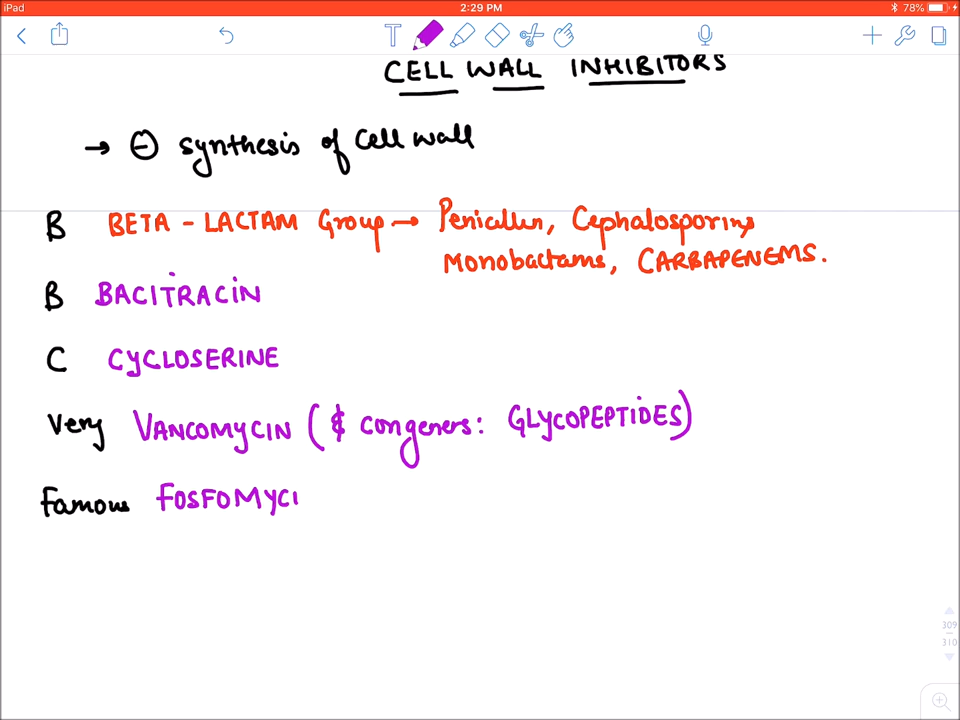 iPad 2:29 PM 78%
T
CELL WALL INHIBITORS
→ ⊖ synthesis of cell wall
B BETA - LACTAM Group → Penicillin, Cephalosporins
Monobactams, CARBAPENEMS.
B BACITRACIN
C CYCLOSERINE
Very VANCOMYCIN (& congeners: GLYCOPEPTIDES)
Famous FOSFOMYCI
309
310